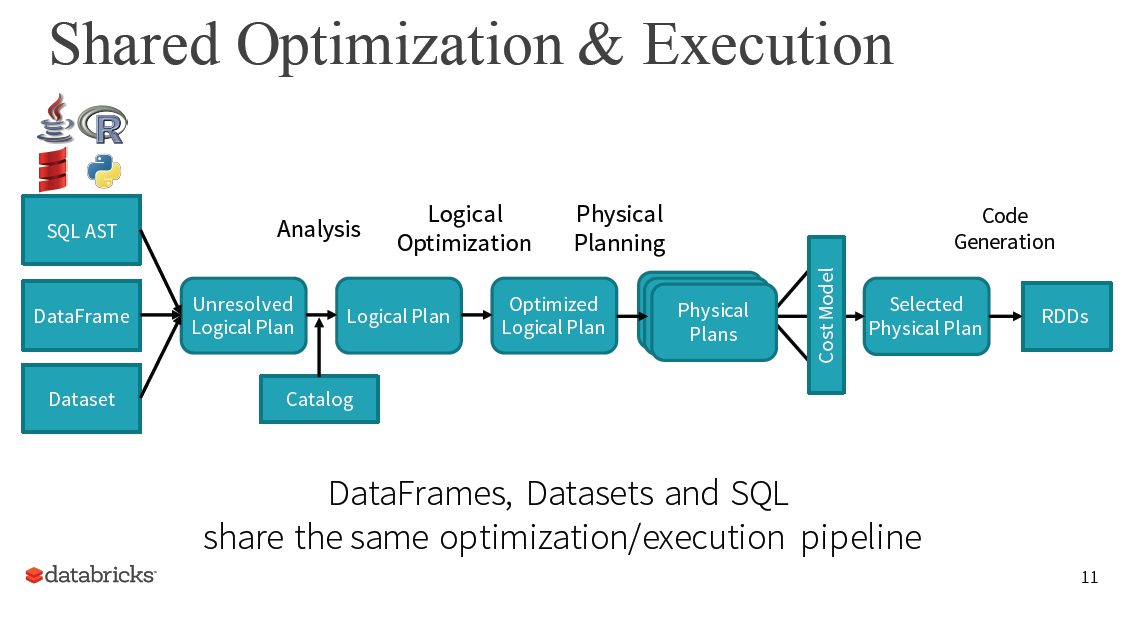 Shared Optimization & Execution
R
SQL AST
DataFrame
Dataset
Analysis
Logical
Optimization
Physical
Planning
Code
Generation
Unresolved
Logical Plan
Logical Plan
Optimized
Logical Plan
Physical
Plans
Cost Model
Selected
Physical Plan
RDDs
Catalog
DataFrames, Datasets and SQL
share the same optimization/execution pipeline
databricks
11